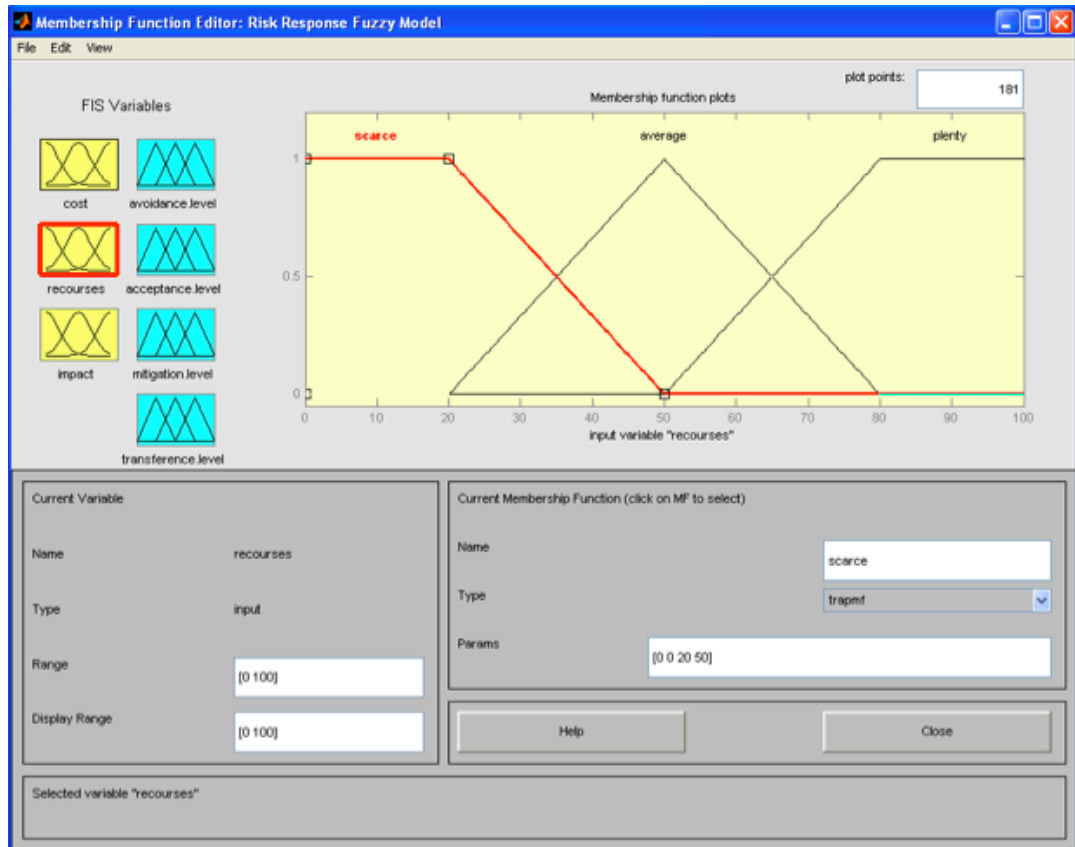 Membership Function Editor: Risk Response Fuzzy Model
File Edit View
FIS Variables
cost
avoidance.level
recourses
acceptance.level
impact
mitigation.level
transference.level
plot points:
181
Membership function plots
scarce average plenty
1
0.5
0
0 10 20 30 40 50 60 70 80 90 100
input variable "recourses"
Current Variable
Name recourses
Type input
Range [0 100]
Display Range [0 100]
Current Membership Function (click on MF to select)
Name scarce
Type trapmf
Params [0 0 20 50]
Help Close
Selected variable "recourses"